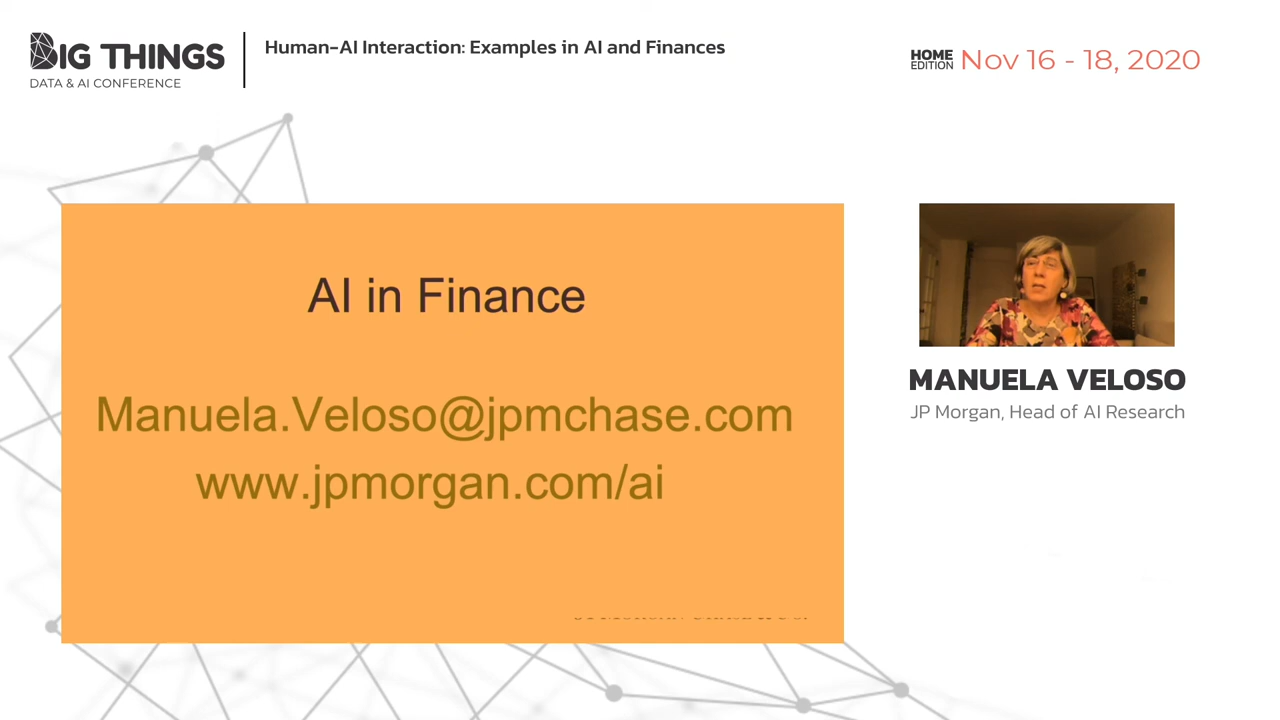 BIG THINGS
DATA & AI CONFERENCE
Human-AI Interaction: Examples in AI and Finances
HOME
EDITION
Nov 16 - 18, 2020
AI in Finance
Manuela.Veloso@jpmchase.com
www.jpmorgan.com/ai
MANUELA VELOSO
JP Morgan, Head of AI Research